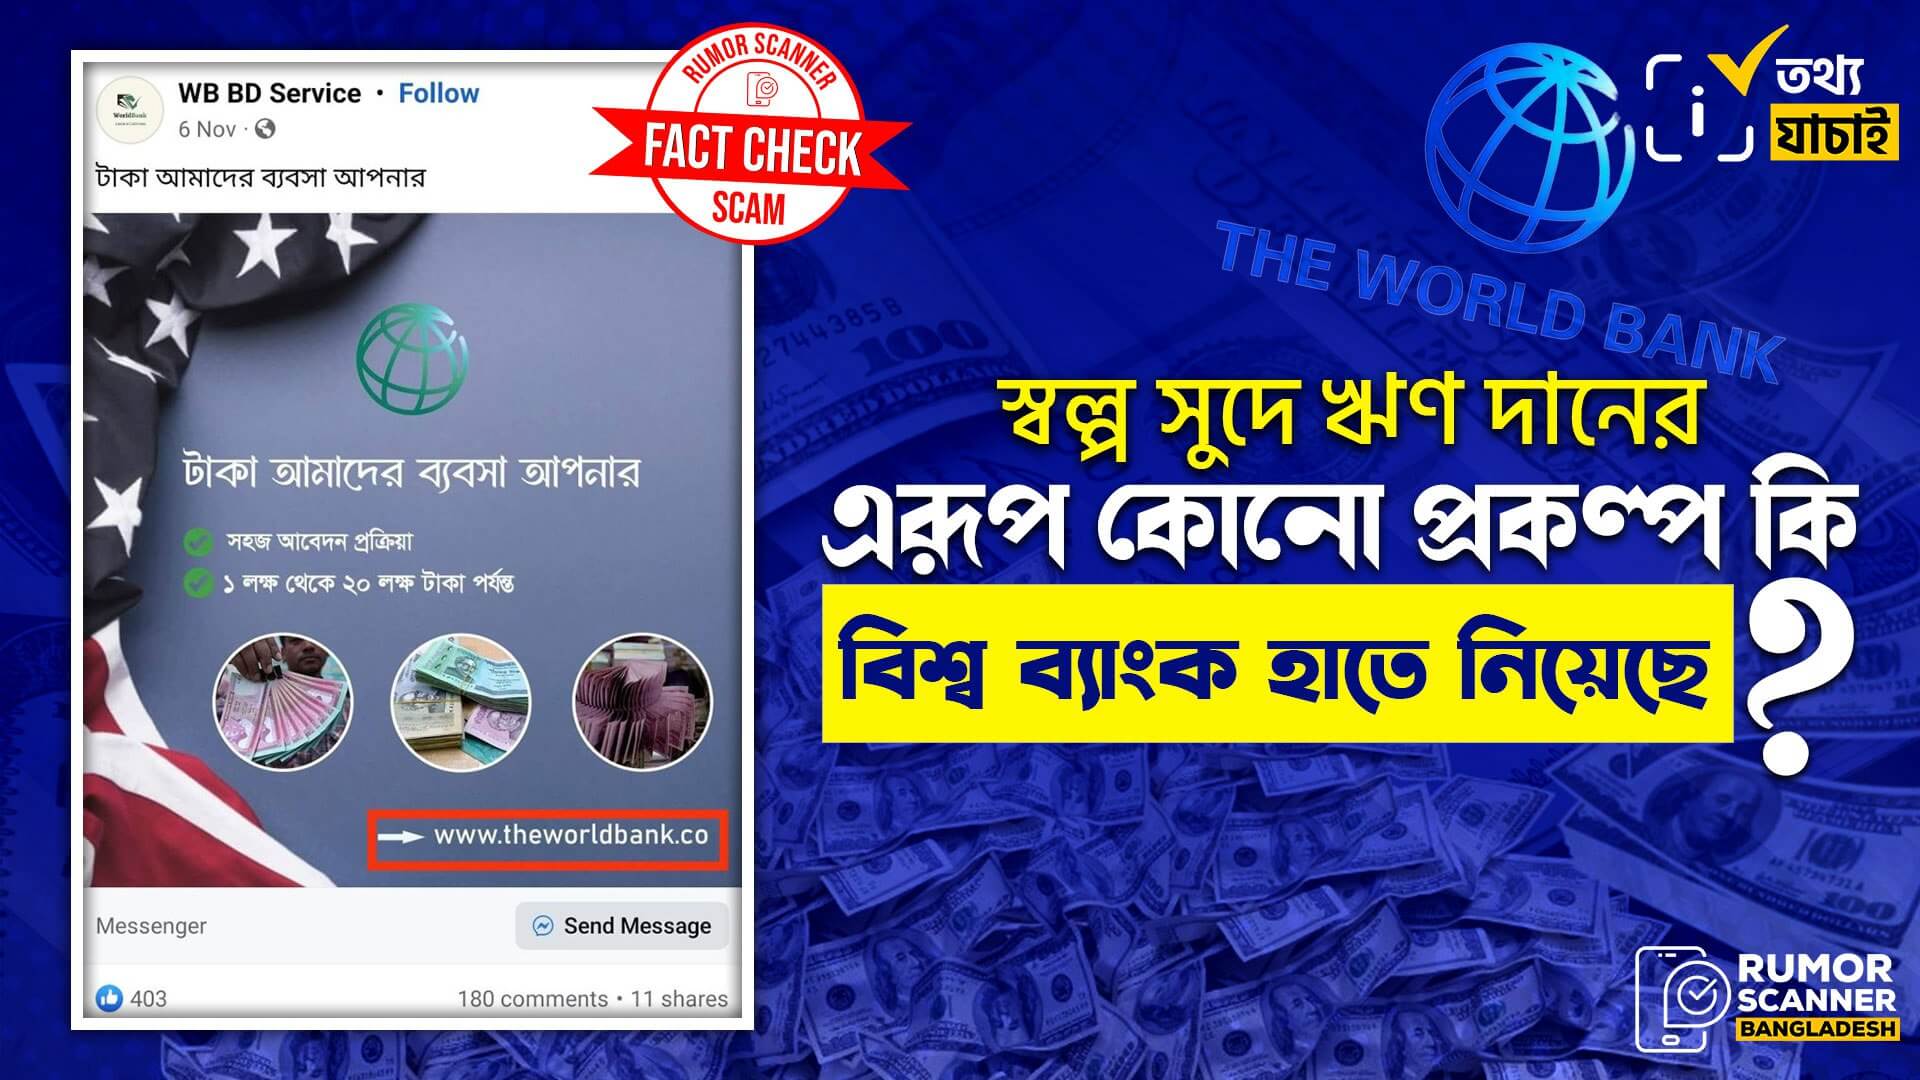 WB BD Service • Follow
6 Nov ·
টাকা আমাদের ব্যবসা আপনার
RUMOR SCANNER
FACT CHECK
SCAM
টাকা আমাদের ব্যবসা আপনার
সহজ আবেদন প্রক্রিয়া
১ লক্ষ থেকে ২০ লক্ষ টাকা পর্যন্ত
www.theworldbank.co
Messenger
Send Message
403
180 comments • 11 shares
তথ্য
যাচাই
THE WORLD BANK
স্বল্প সুদে ঋণ দানের
এরূপ কোনো প্রকল্প কি
বিশ্ব ব্যাংক হাতে নিয়েছে?
RUMOR
SCANNER
BANGLADESH